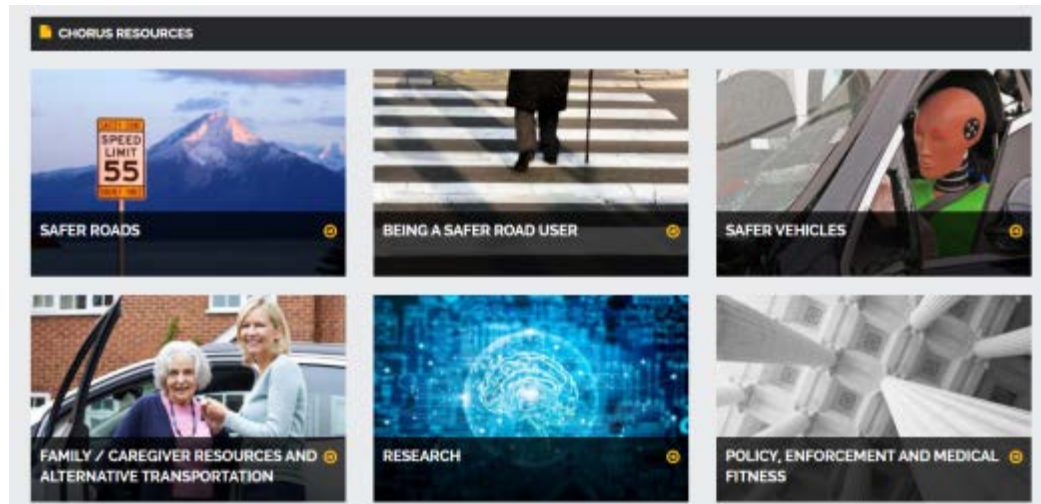 CHORUS RESOURCES
SPEED
LIMIT
55
SAFER ROADS
BEING A SAFER ROAD USER
SAFER VEHICLES
FAMILY / CAREGIVER RESOURCES AND
ALTERNATIVE TRANSPORTATION
RESEARCH
POLICY, ENFORCEMENT AND MEDICAL
FITNESS